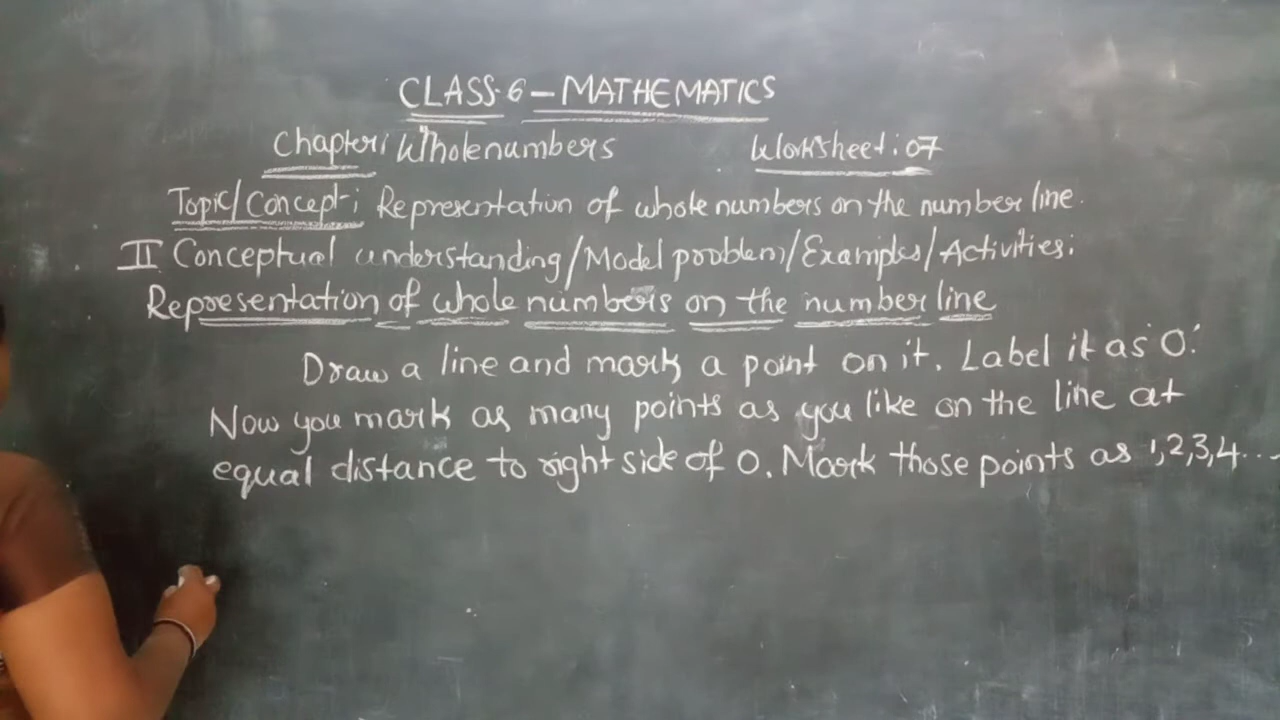 CLASS-6 - MATHEMATICS
Chapter: Wholenumbers Worksheet: 07
Topic/Concept: Representation of whole numbers on the number line.
II Conceptual understanding/Model problem/Examples/Activities:
Representation of whole numbers on the number line
Draw a line and mark a point on it. Label it as '0'.
Now you mark as many points as you like on the line at
equal distance to right side of 0. Mark those points as 1,2,3,4....